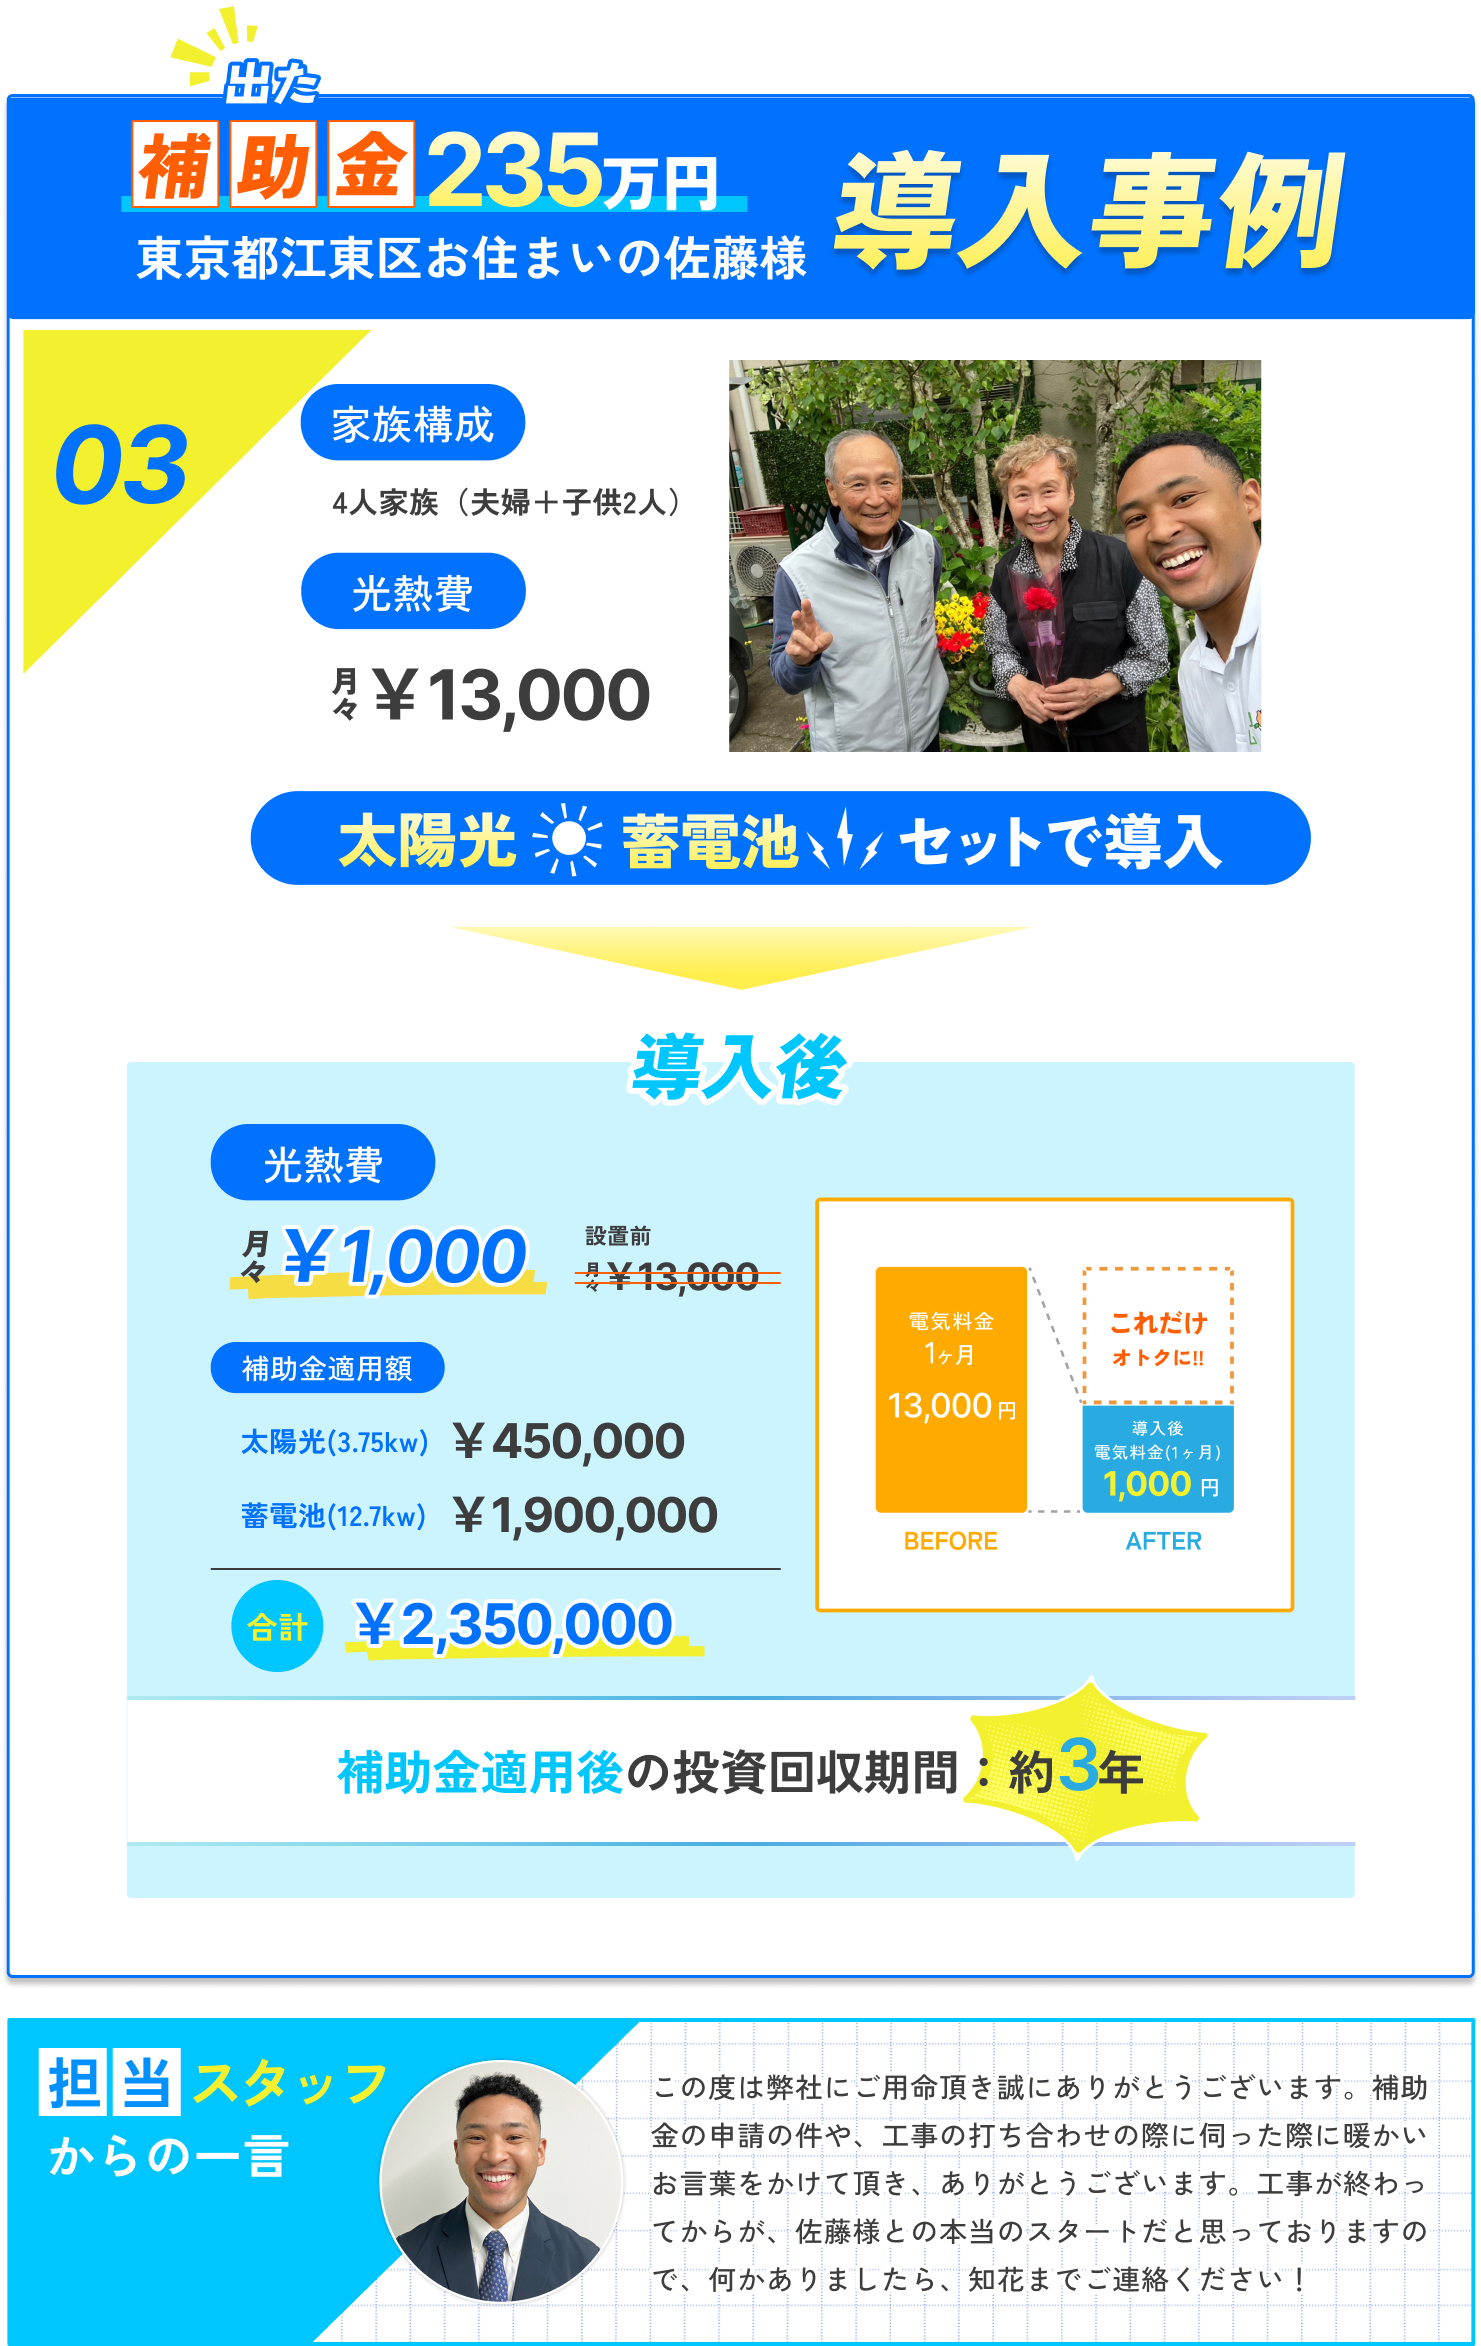 出た
補助金235万円
導入事例
東京都江東区お住まいの佐藤様
03
家族構成
4人家族（夫婦＋子供2人）
光熱費
月々￥13,000
太陽光 蓄電池 セットで導入
導入後
光熱費
月々￥1,000
設置前
月々￥13,000
補助金適用額
太陽光(3.75kw) ￥450,000
蓄電池(12.7kw) ￥1,900,000
合計 ￥2,350,000
電気料金
1ヶ月
13,000円
BEFORE
これだけ
オトクに!!
導入後
電気料金(1ヶ月)
1,000円
AFTER
補助金適用後の投資回収期間：約3年
担当スタッフ
からの一言
この度は弊社にご用命頂き誠にありがとうございます。補助
金の申請の件や、工事の打ち合わせの際に伺った際に暖かい
お言葉をかけて頂き、ありがとうございます。工事が終わっ
てからが、佐藤様との本当のスタートだと思っておりますの
で、何かありましたら、知花までご連絡ください！